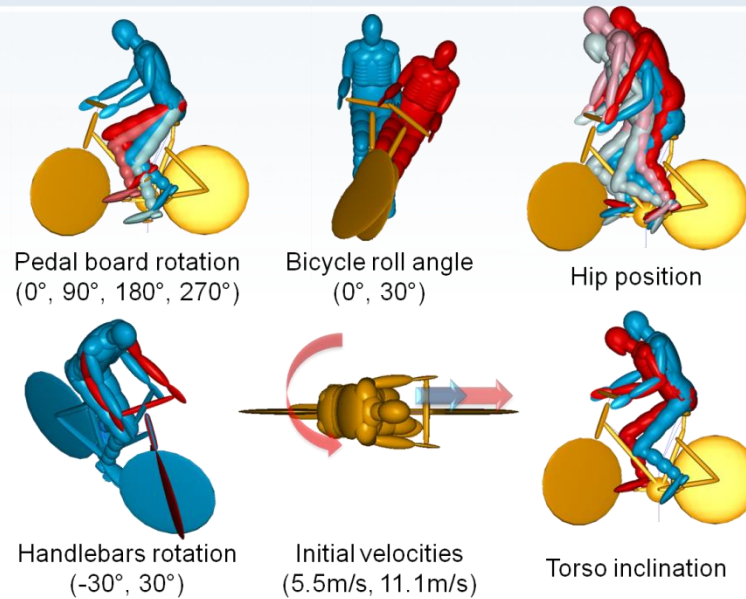 Pedal board rotation
(0°, 90°, 180°, 270°)
Bicycle roll angle
(0°, 30°)
Hip position
Handlebars rotation
(-30°, 30°)
Initial velocities
(5.5m/s, 11.1m/s)
Torso inclination